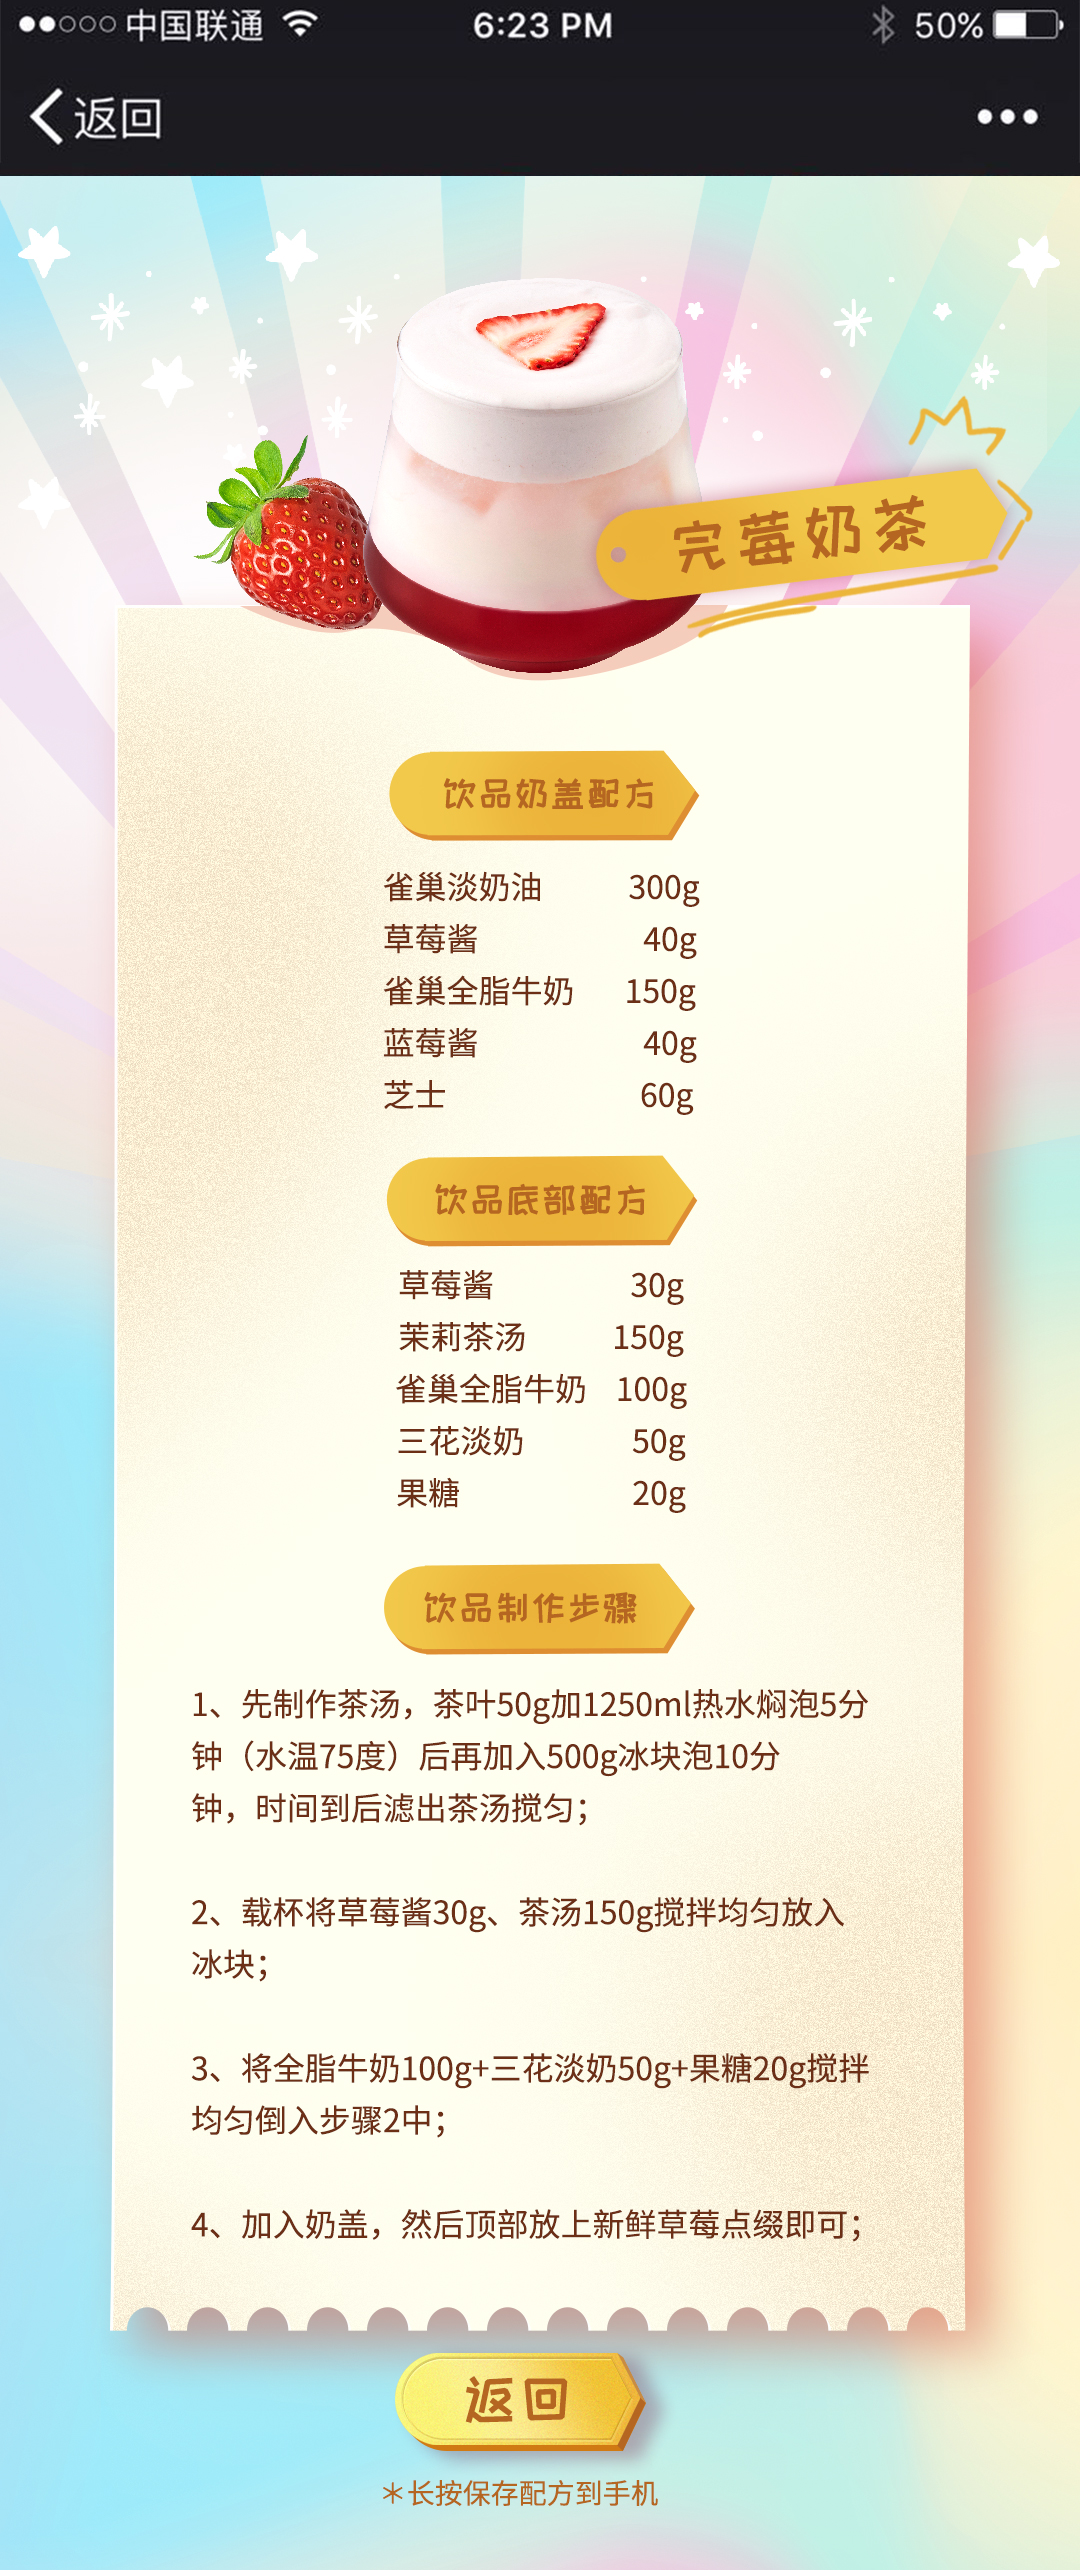 中国联通 6:23 PM 50%
返回
完莓奶茶
饮品奶盖配方
雀巢淡奶油 300g
草莓酱 40g
雀巢全脂牛奶 150g
蓝莓酱 40g
芝士 60g
饮品底部配方
草莓酱 30g
茉莉茶汤 150g
雀巢全脂牛奶 100g
三花淡奶 50g
果糖 20g
饮品制作步骤
1、先制作茶汤，茶叶50g加1250ml热水焖泡5分
钟（水温75度）后再加入500g冰块泡10分
钟，时间到后滤出茶汤搅匀；
2、载杯将草莓酱30g、茶汤150g搅拌均匀放入
冰块；
3、将全脂牛奶100g+三花淡奶50g+果糖20g搅拌
均匀倒入步骤2中；
4、加入奶盖，然后顶部放上新鲜草莓点缀即可；
返回
＊长按保存配方到手机